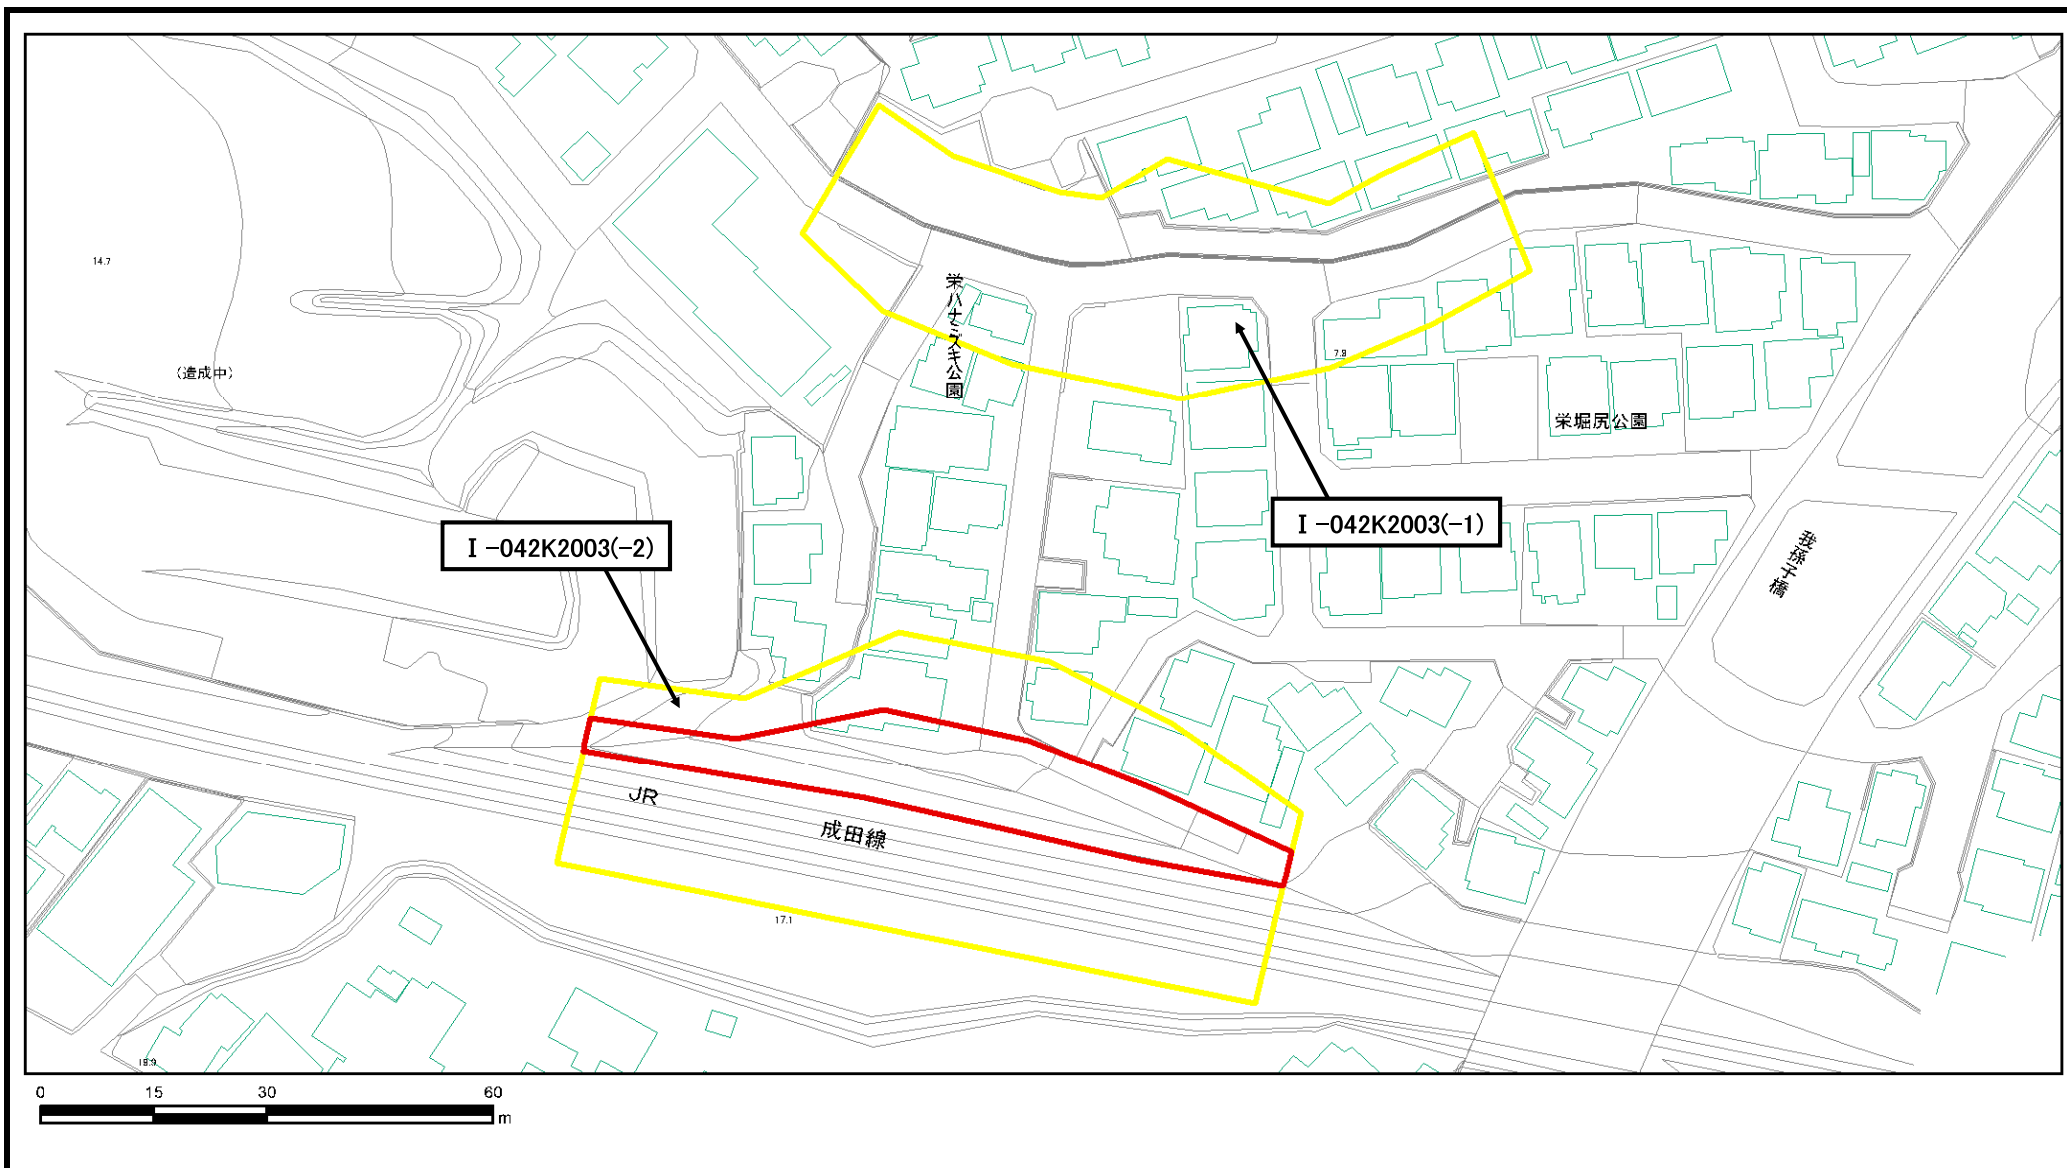 14.7
（造成中）
栄ハナミズキ公園
7.9
栄堀尻公園
Ⅰ-042K2003(-1)
Ⅰ-042K2003(-2)
我孫子橋
JR
成田線
17.1
19.9
0 15 30 60
m